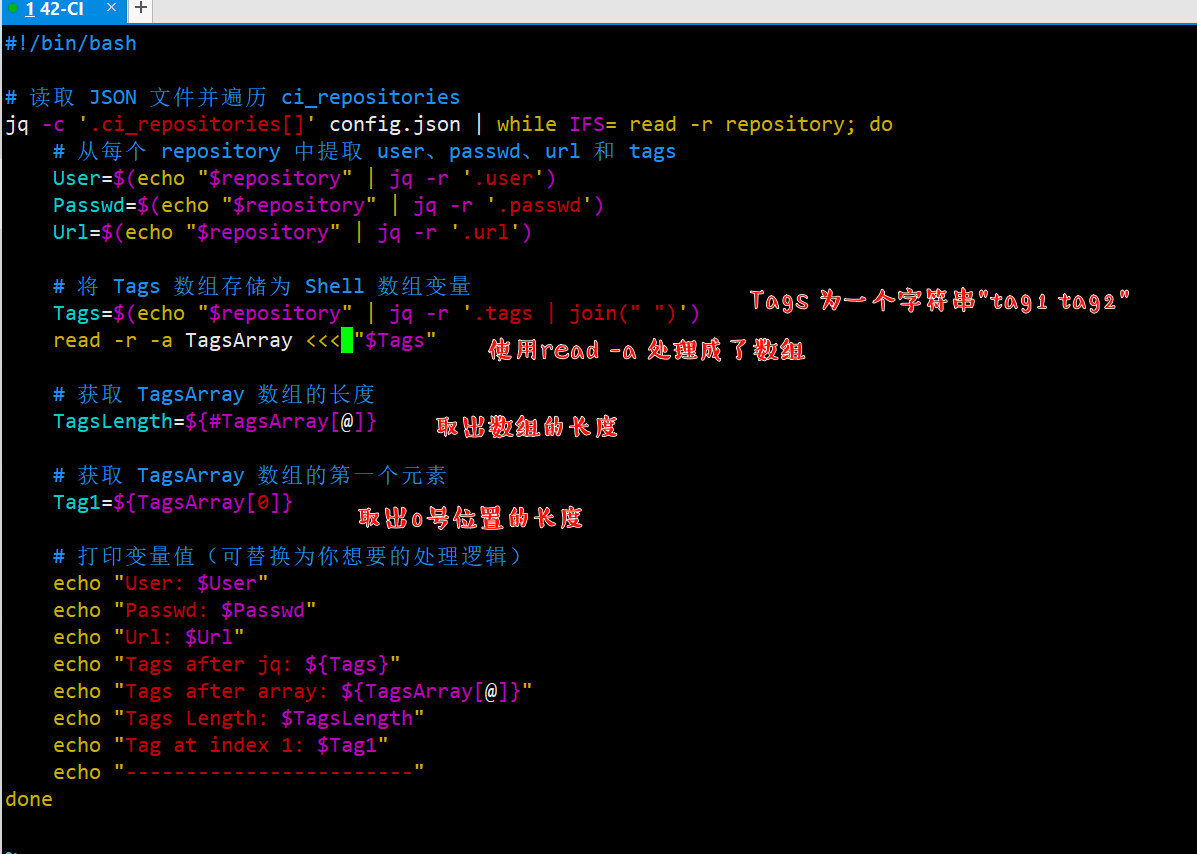 1 42-CI × +
#!/bin/bash
# 读取 JSON 文件并遍历 ci_repositories
jq -c '.ci_repositories[]' config.json | while IFS= read -r repository; do
# 从每个 repository 中提取 user、passwd、url 和 tags
User=$(echo "$repository" | jq -r '.user')
Passwd=$(echo "$repository" | jq -r '.passwd')
Url=$(echo "$repository" | jq -r '.url')
# 将 Tags 数组存储为 Shell 数组变量
Tags=$(echo "$repository" | jq -r '.tags | join(" ")') Tags 为一个字符串"tag1 tag2"
read -r -a TagsArray <<< "$Tags" 使用read -a 处理成了数组
# 获取 TagsArray 数组的长度
TagsLength=${#TagsArray[@]} 取出数组的长度
# 获取 TagsArray 数组的第一个元素
Tag1=${TagsArray[0]} 取出0号位置的长度
# 打印变量值（可替换为你想要的处理逻辑）
echo "User: $User"
echo "Passwd: $Passwd"
echo "Url: $Url"
echo "Tags after jq: ${Tags}"
echo "Tags after array: ${TagsArray[@]}"
echo "Tags Length: $TagsLength"
echo "Tag at index 1: $Tag1"
echo "------------------------"
done